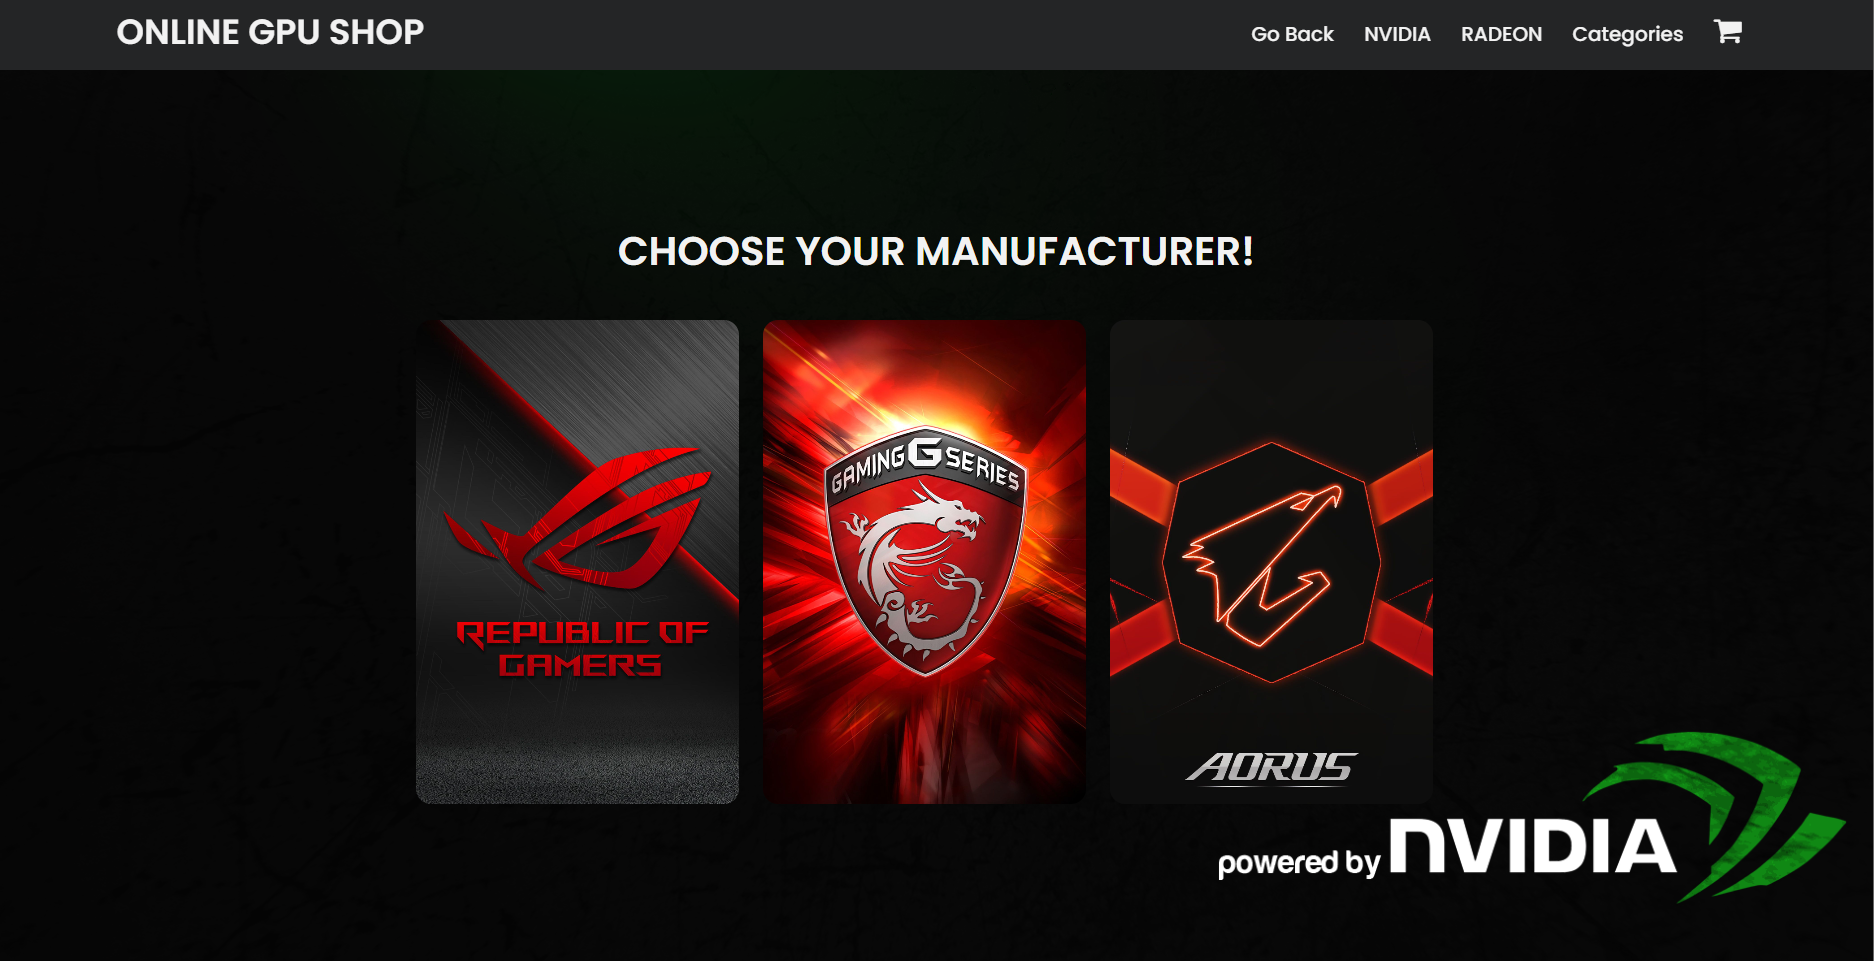 ONLINE GPU SHOP
Go Back NVIDIA RADEON Categories
CHOOSE YOUR MANUFACTURER!
REPUBLIC OF
GAMERS
GAMING G SERIES
AORUS
powered by NVIDIA